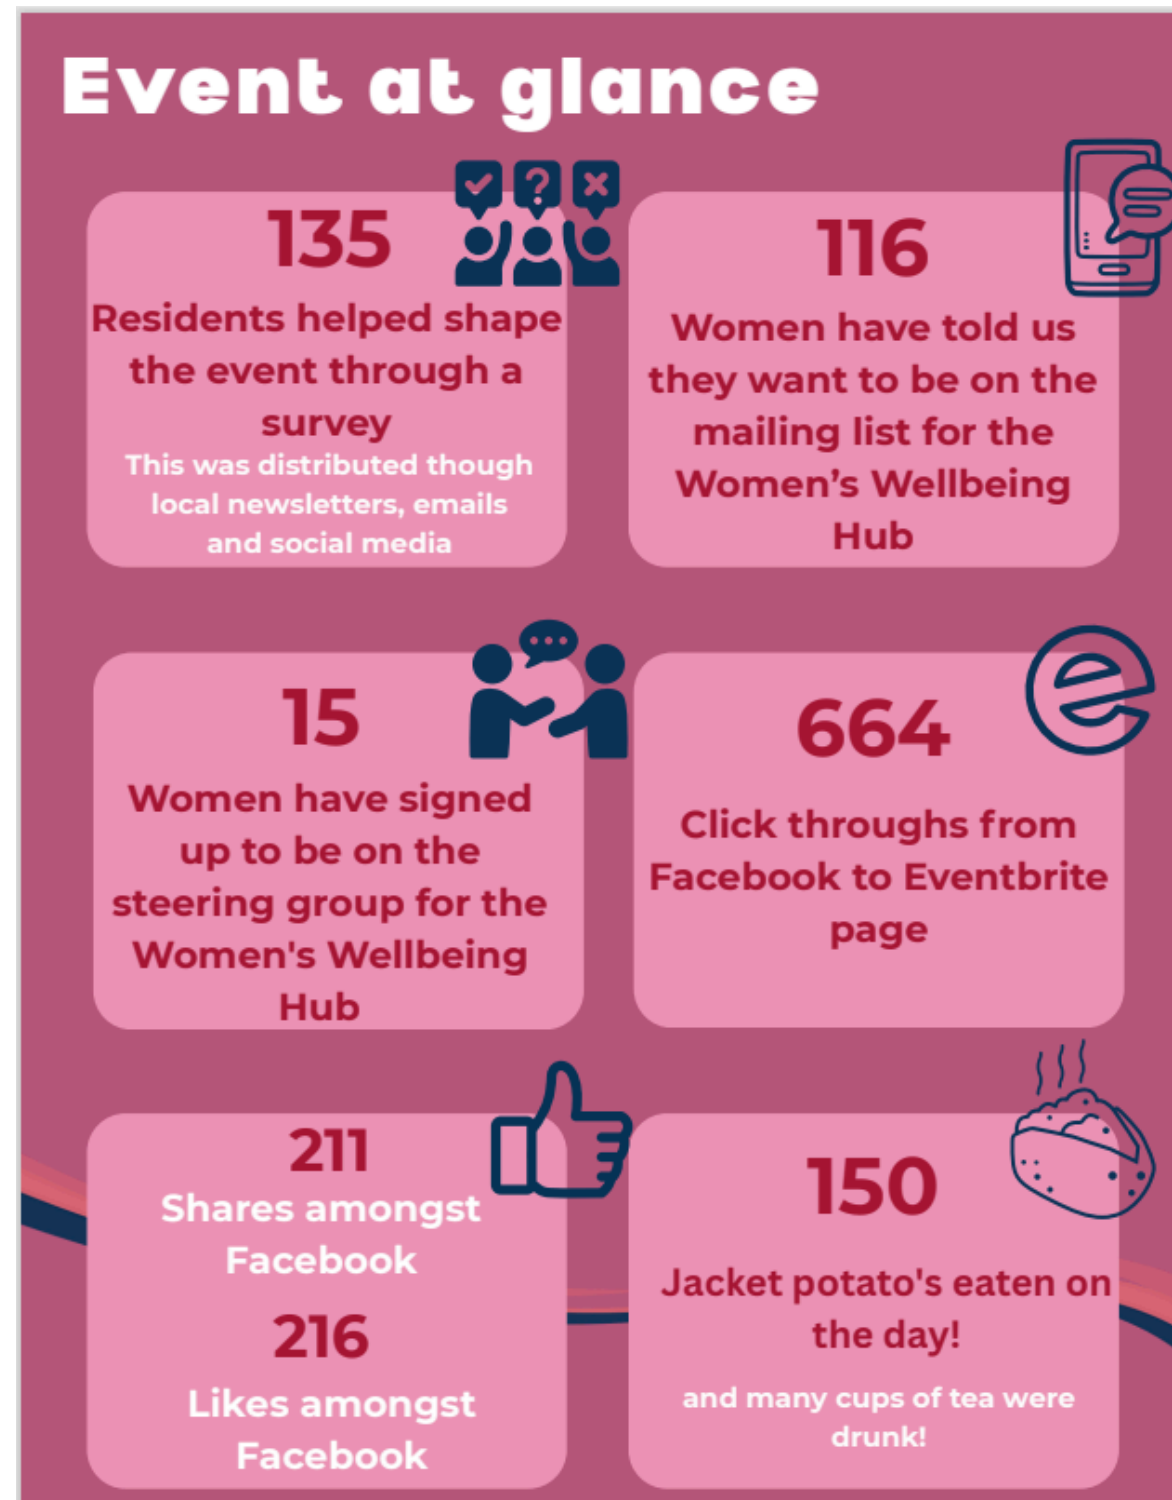 Event at glance
135
Residents helped shape
the event through a
survey
This was distributed though
local newsletters, emails
and social media
116
Women have told us
they want to be on the
mailing list for the
Women’s Wellbeing
Hub
15
Women have signed
up to be on the
steering group for the
Women's Wellbeing
Hub
664
Click throughs from
Facebook to Eventbrite
page
211
Shares amongst
Facebook
216
Likes amongst
Facebook
150
Jacket potato's eaten on
the day!
and many cups of tea were
drunk!